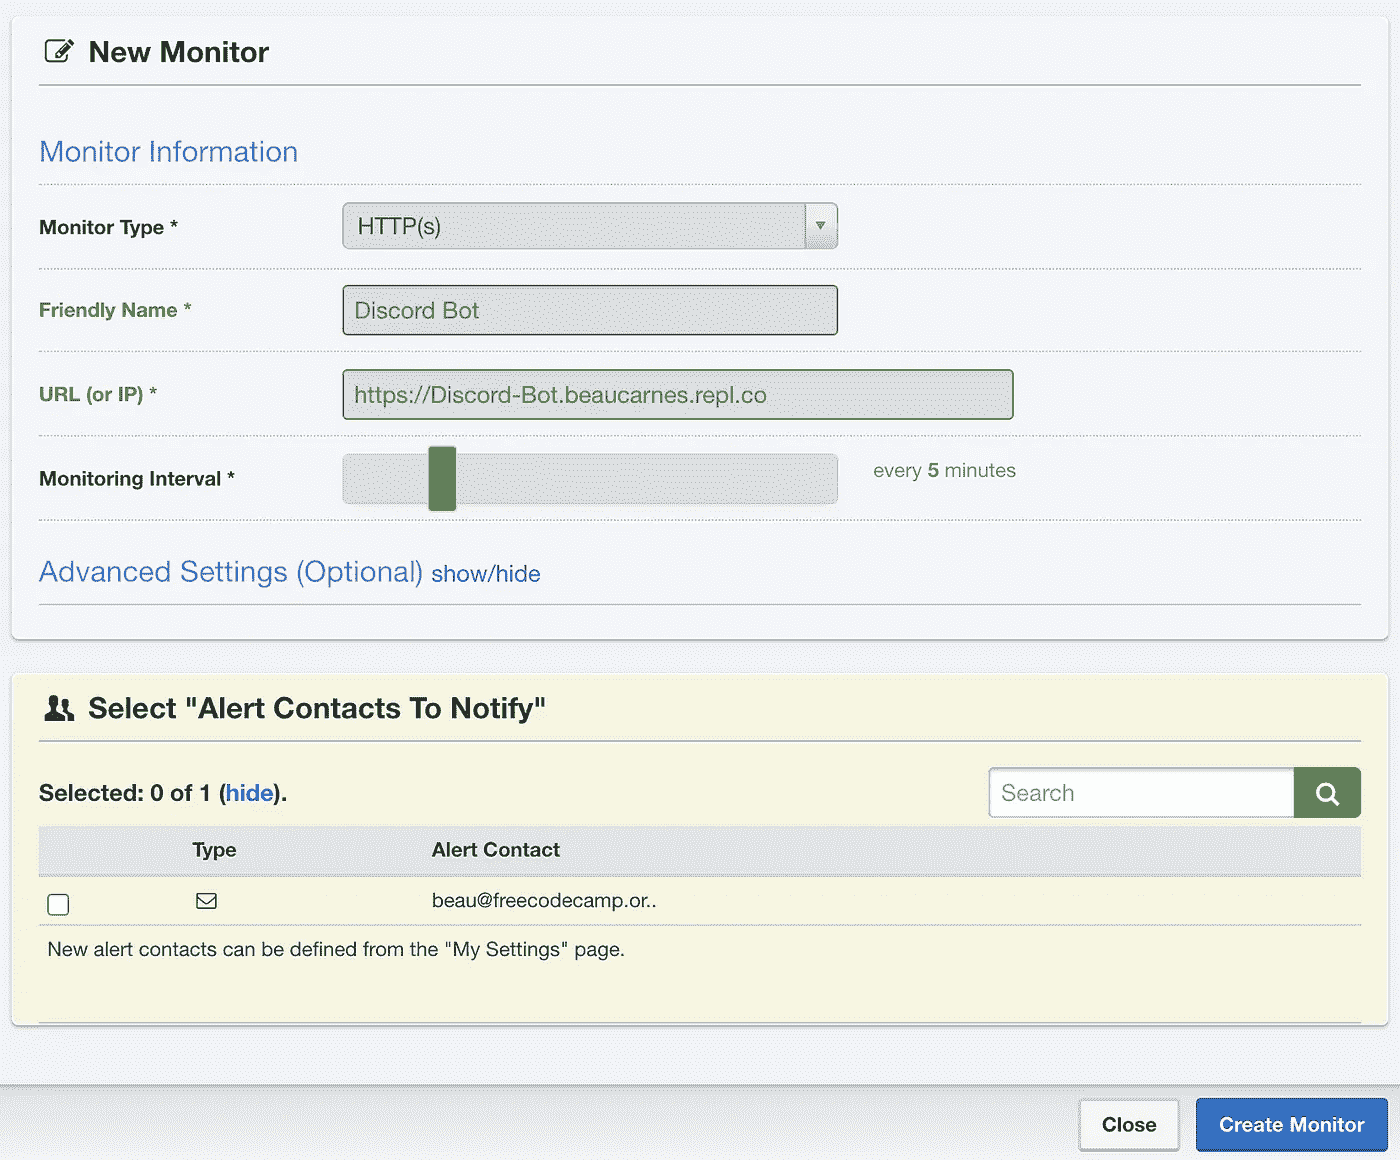 New Monitor
Monitor Information
Monitor Type *
HTTP(s)
Friendly Name *
Discord Bot
URL (or IP) *
https://Discord-Bot.beaucarnes.repl.co
Monitoring Interval *
every 5 minutes
Advanced Settings (Optional) show/hide
Select "Alert Contacts To Notify"
Selected: 0 of 1 (hide).
Search
Type Alert Contact
beau@freecodecamp.or..
New alert contacts can be defined from the "My Settings" page.
Close
Create Monitor